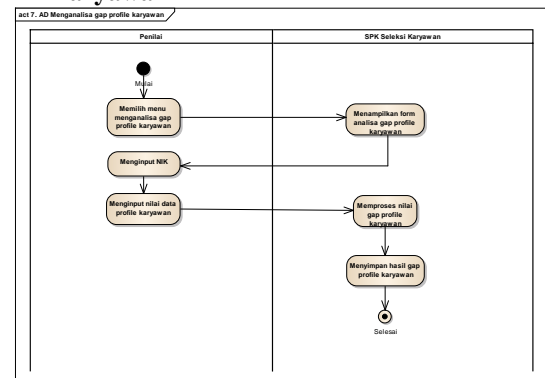 act 7. AD Menganalisa gap profile karyawan
Penilai
SPK Seleksi Karyawan
Mulai
Memilih menu
menganalisa gap
profile karyawan
Menampilkan form
analisa gap profile
karyawan
Menginput NIK
Menginput nilai data
profile karyawan
Memproses nilai
gap profile
karyawan
Menyimpan hasil gap
profile karyawan
Selesai